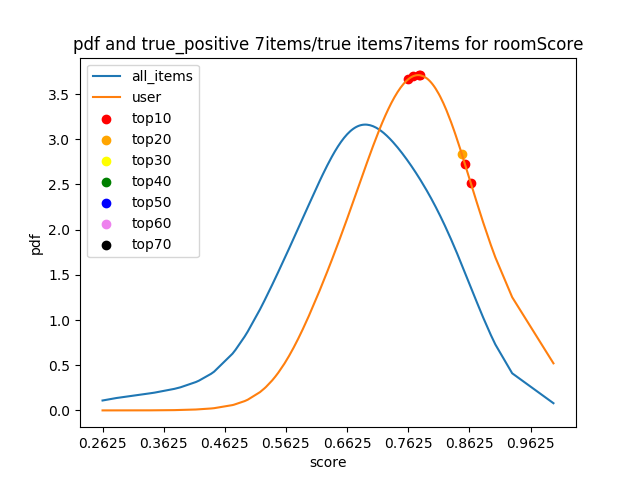 pdf and true_positive 7items/true items7items for roomScore
all_items
user
top10
top20
top30
top40
top50
top60
top70
pdf
3.5
3.0
2.5
2.0
1.5
1.0
0.5
0.0
0.2625 0.3625 0.4625 0.5625 0.6625 0.7625 0.8625 0.9625
score